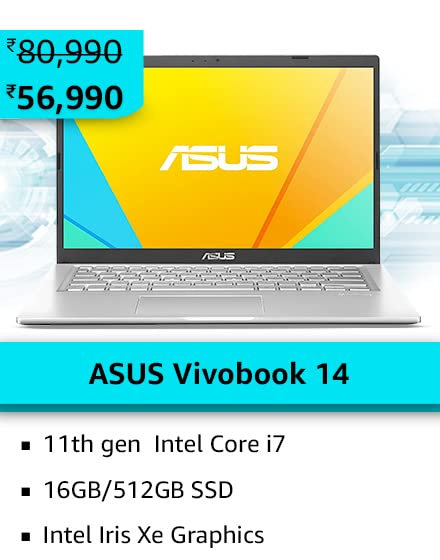 ₹80,990
₹56,990
ASUS
ASUS
ASUS Vivobook 14
▪ 11th gen Intel Core i7
▪ 16GB/512GB SSD
▪ Intel Iris Xe Graphics